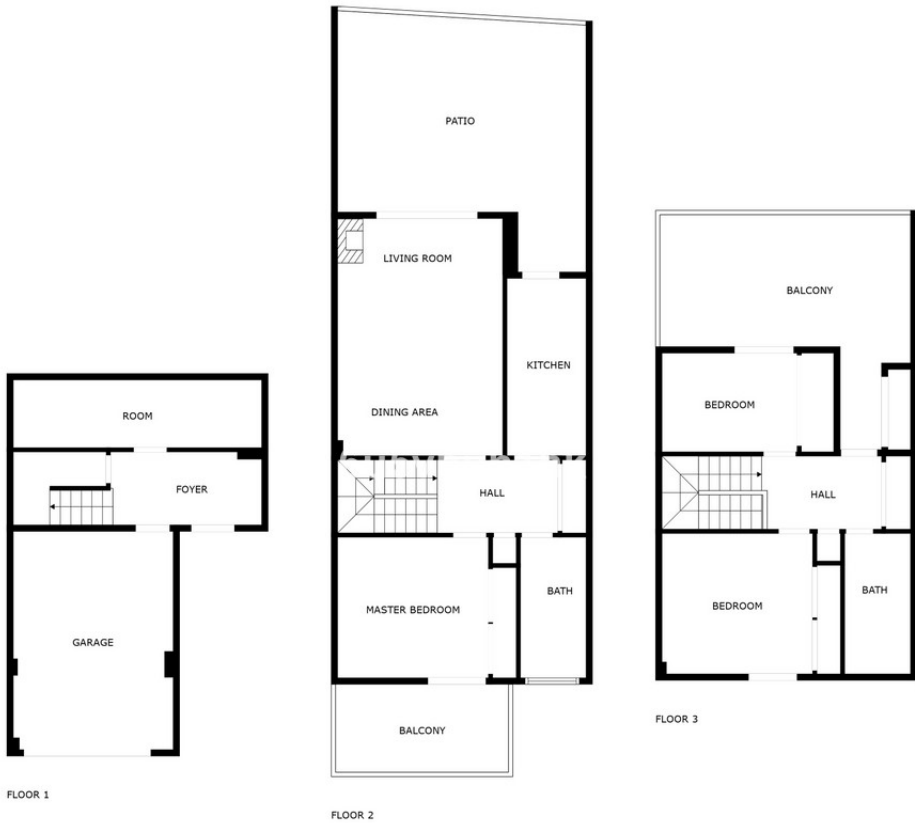 ROOM
FOYER
GARAGE
FLOOR 1
PATIO
LIVING ROOM
KITCHEN
DINING AREA
HALL
MASTER BEDROOM
BATH
BALCONY
FLOOR 2
BALCONY
BEDROOM
HALL
BEDROOM
BATH
FLOOR 3